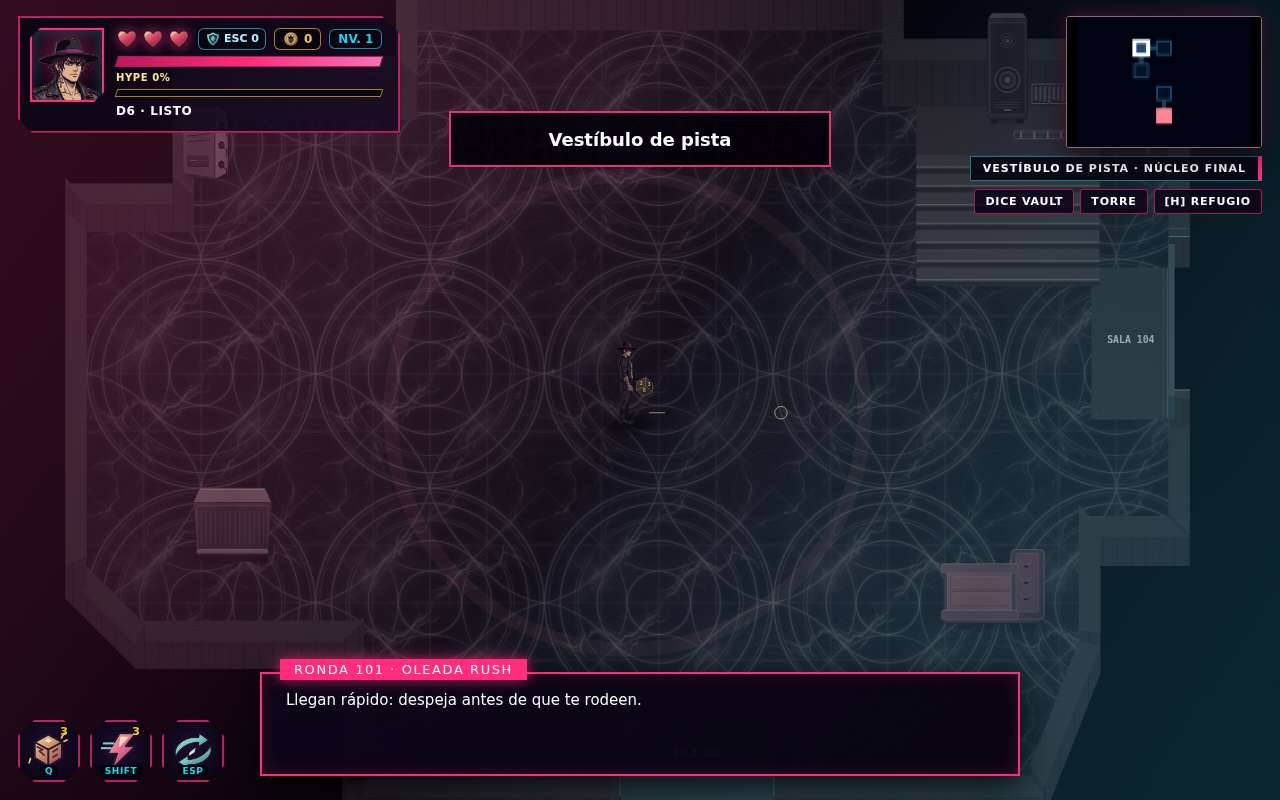 ESC 0
0
NV. 1
HYPE 0%
D6 · LISTO
Vestíbulo de pista
VESTÍBULO DE PISTA · NÚCLEO FINAL
DICE VAULT
TORRE
[H] REFUGIO
SALA 104
RONDA 101 · OLEADA RUSH
Llegan rápido: despeja antes de que te rodeen.
3
Q
3
SHIFT
ESP